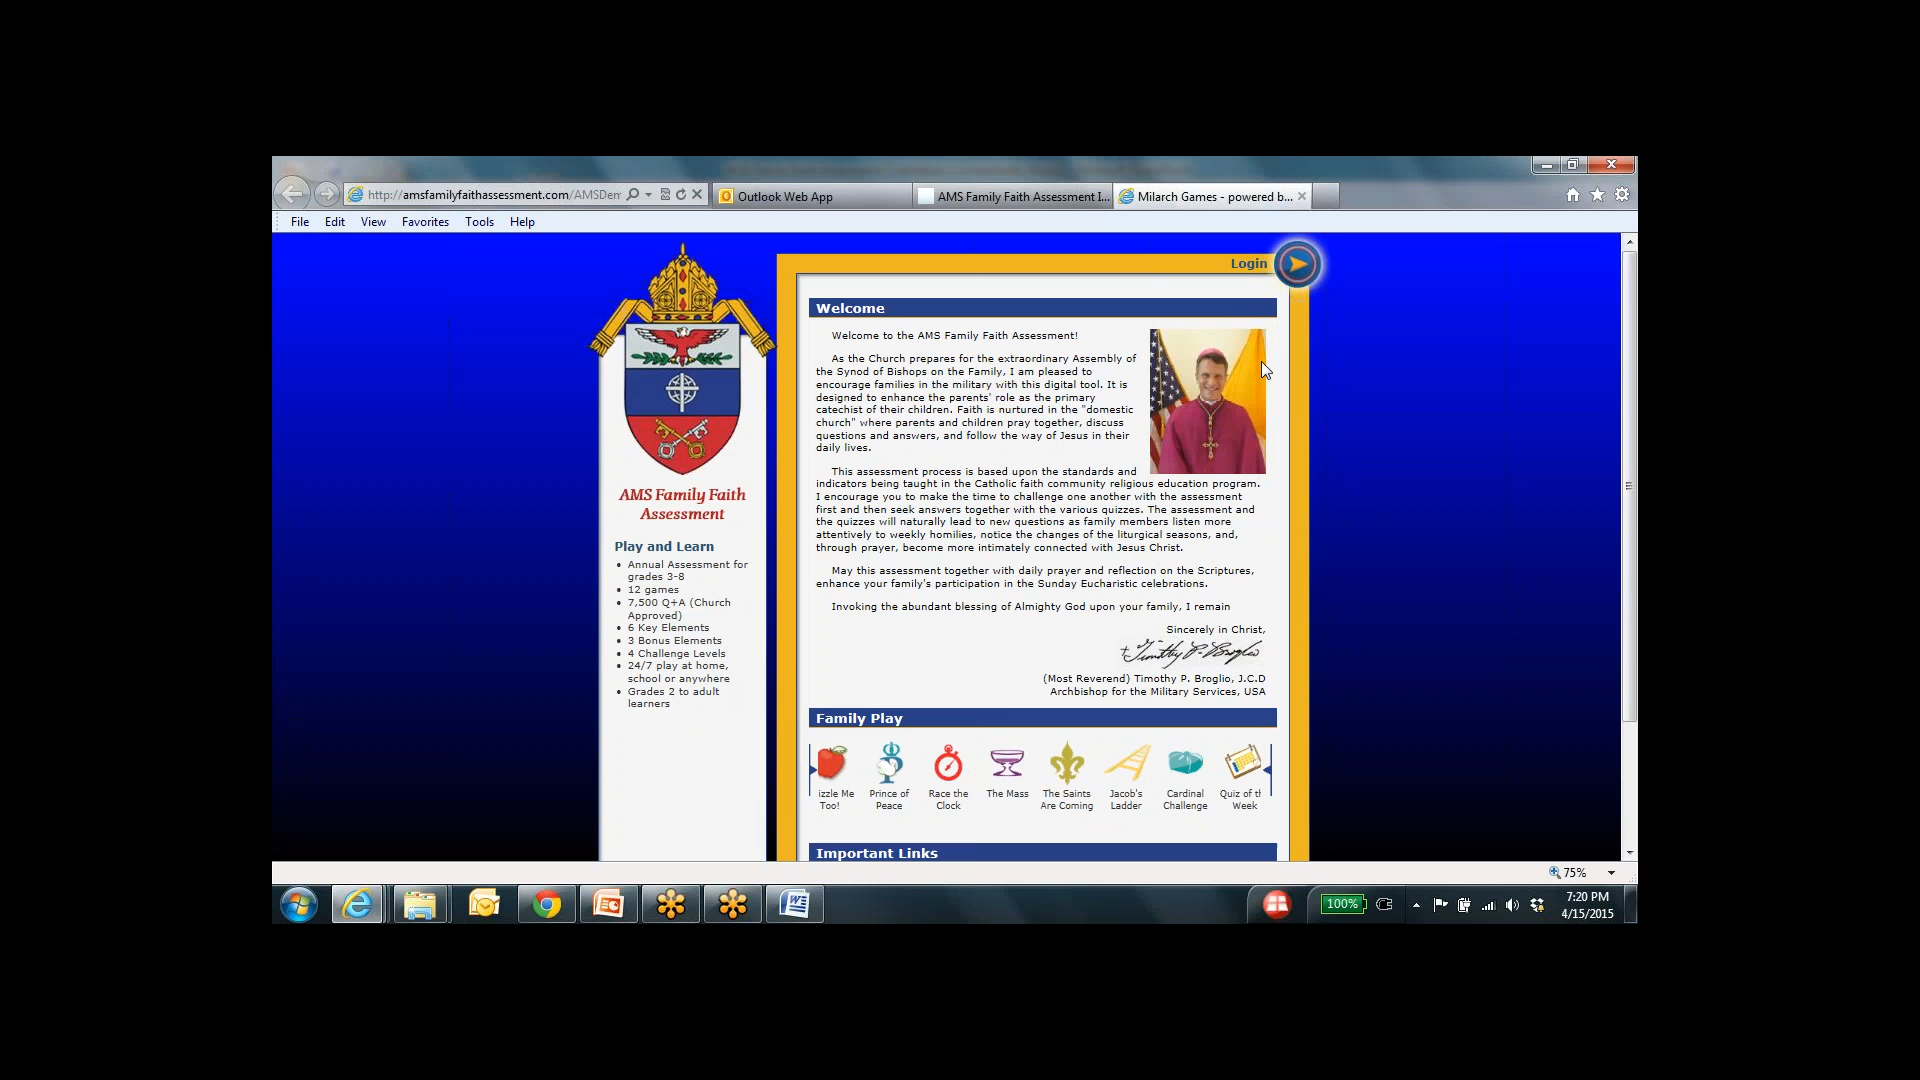 http://amsfamilyfaithassessment.com/AMSDem
Outlook Web App
AMS Family Faith Assessment I...
Milarch Games - powered b...
File Edit View Favorites Tools Help
Login
AMS Family Faith
Assessment
Play and Learn
Annual Assessment for
grades 3-8
12 games
7,500 Q+A (Church
Approved)
6 Key Elements
3 Bonus Elements
4 Challenge Levels
24/7 play at home,
school or anywhere
Grades 2 to adult
learners
Welcome
Welcome to the AMS Family Faith Assessment!
As the Church prepares for the extraordinary Assembly of
the Synod of Bishops on the Family, I am pleased to
encourage families in the military with this digital tool. It is
designed to enhance the parents' role as the primary
catechist of their children. Faith is nurtured in the "domestic
church" where parents and children pray together, discuss
questions and answers, and follow the way of Jesus in their
daily lives.
This assessment process is based upon the standards and
indicators being taught in the Catholic faith community religious education program.
I encourage you to make the time to challenge one another with the assessment
first and then seek answers together with the various quizzes. The assessment and
the quizzes will naturally lead to new questions as family members listen more
attentively to weekly homilies, notice the changes of the liturgical seasons, and,
through prayer, become more intimately connected with Jesus Christ.
May this assessment together with daily prayer and reflection on the Scriptures,
enhance your family's participation in the Sunday Eucharistic celebrations.
Invoking the abundant blessing of Almighty God upon your family, I remain
Sincerely in Christ,
+Timothy P. Broglio
(Most Reverend) Timothy P. Broglio, J.C.D
Archbishop for the Military Services, USA
Family Play
izzle Me
Too!
Prince of
Peace
Race the
Clock
The Mass
The Saints
Are Coming
Jacob's
Ladder
Cardinal
Challenge
Quiz of th
Week
Important Links
75%
100%
7:20 PM
4/15/2015